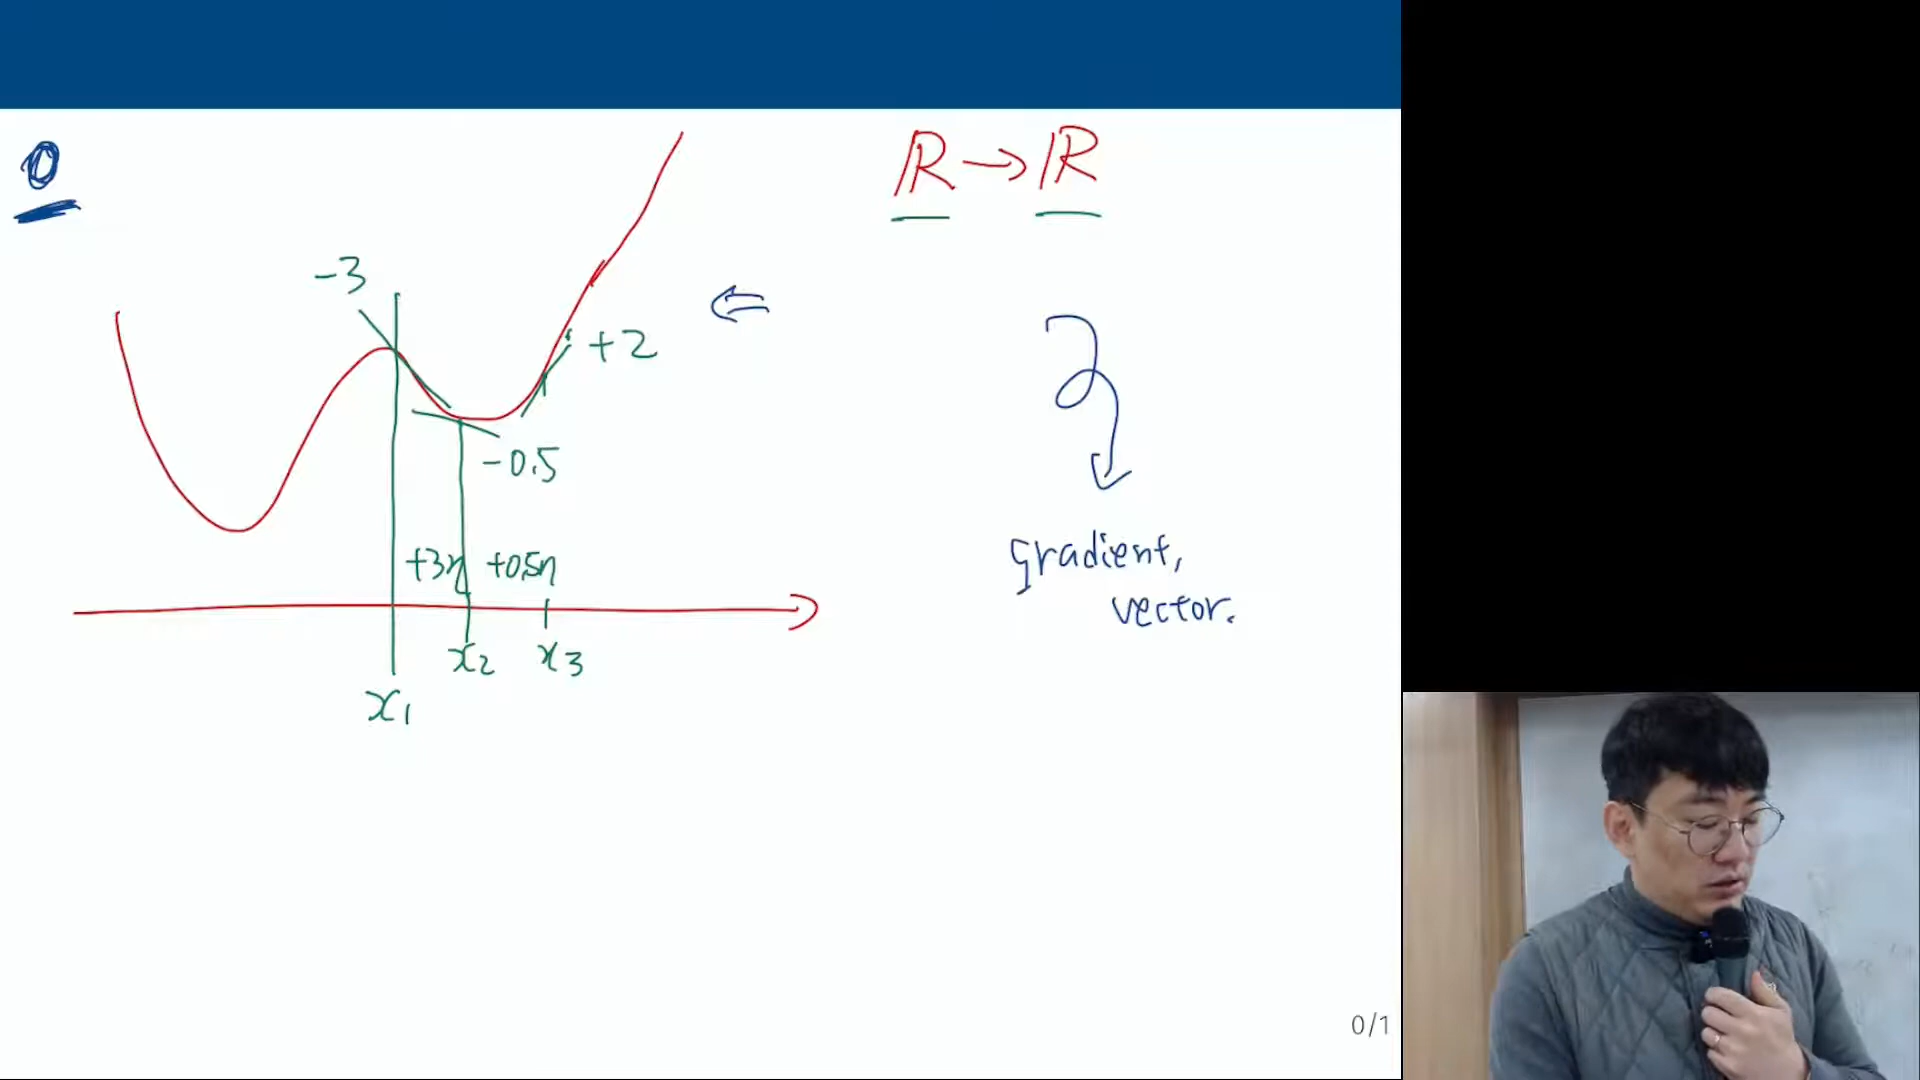 0
ℝ→ℝ
-3
+2
-0.5
+3η +0.5η
x₁
x₂
x₃
gradient,
vector.
0/1